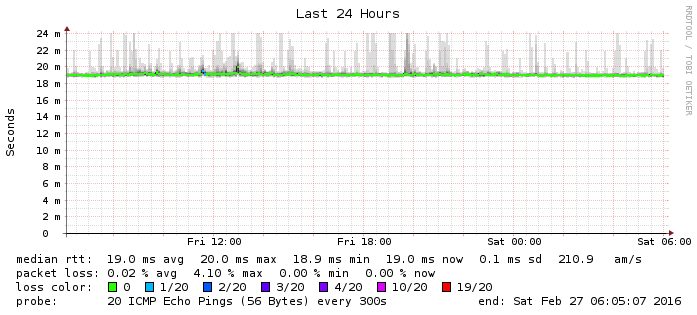 Last 24 Hours
RRDTOOL / TOBI OETIKER
Seconds
24 m
22 m
20 m
18 m
16 m
14 m
12 m
10 m
8 m
6 m
4 m
2 m
0
Fri 12:00 Fri 18:00 Sat 00:00 Sat 06:00
median rtt: 19.0 ms avg 20.0 ms max 18.9 ms min 19.0 ms now 0.1 ms sd 210.9 am/s
packet loss: 0.02 % avg 4.10 % max 0.00 % min 0.00 % now
loss color: 0 1/20 2/20 3/20 4/20 10/20 19/20
probe: 20 ICMP Echo Pings (56 Bytes) every 300s end: Sat Feb 27 06:05:07 2016